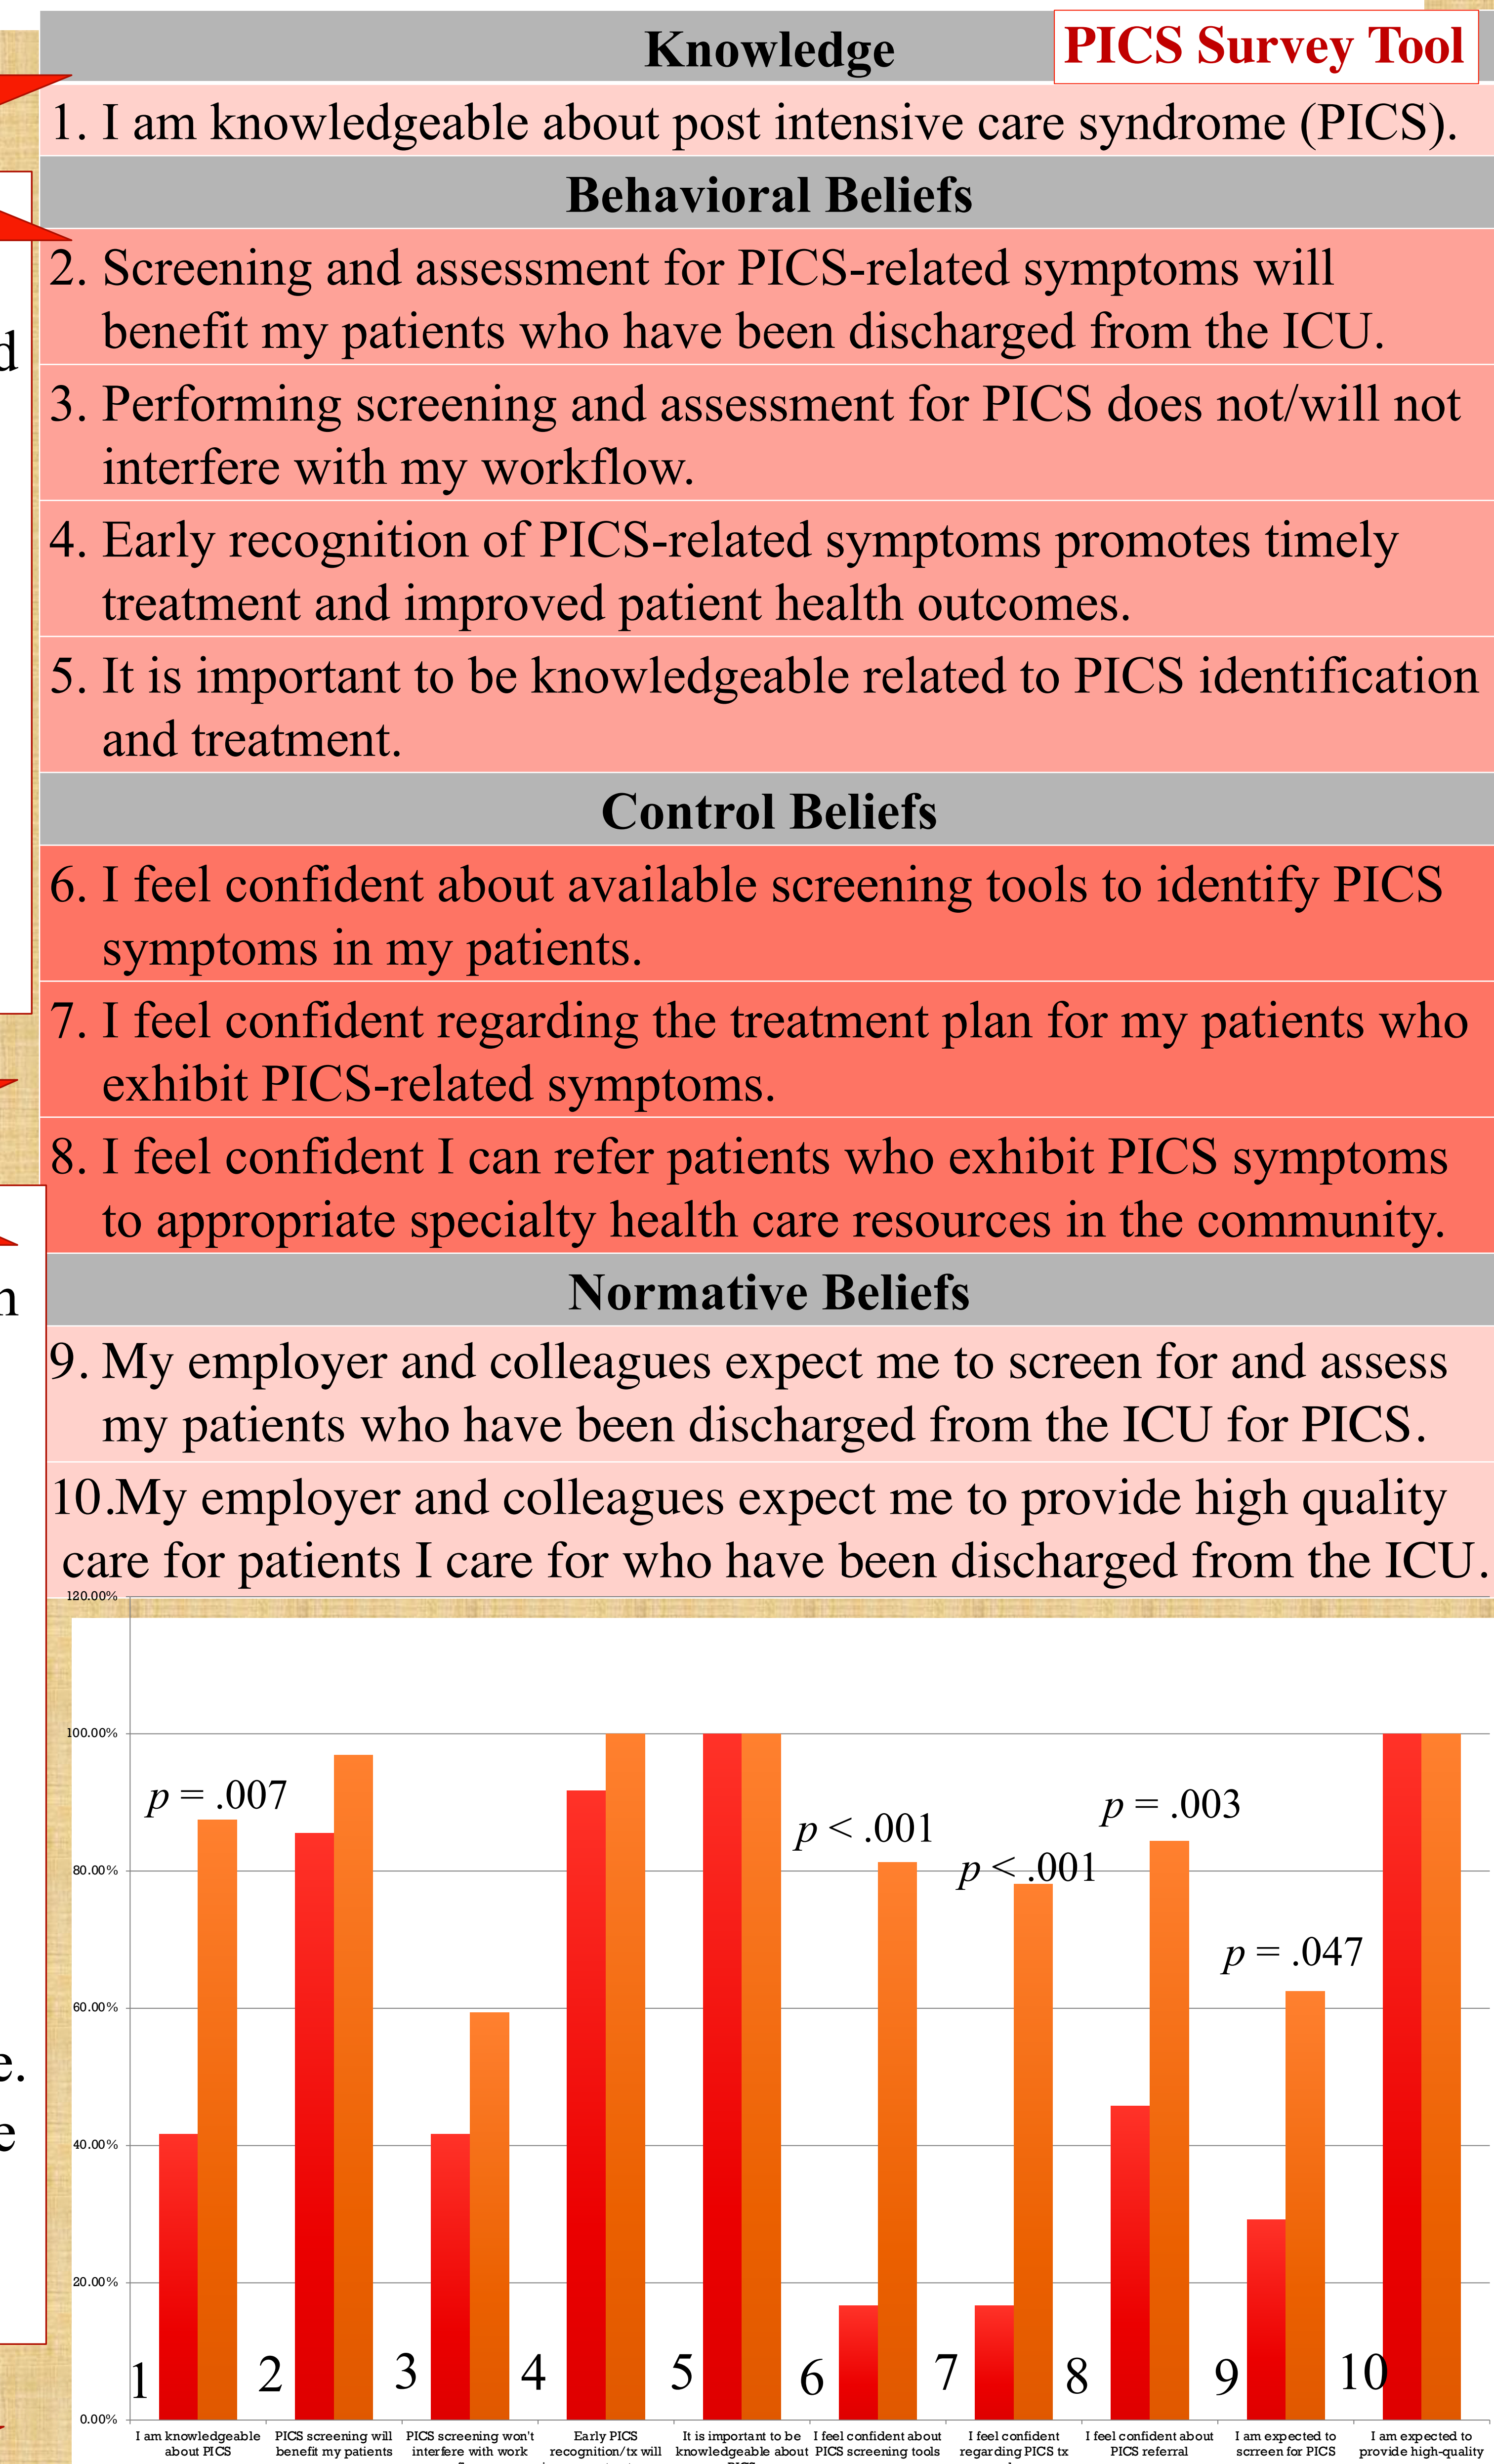 Knowledge
PICS Survey Tool
1. I am knowledgeable about post intensive care syndrome (PICS).
Behavioral Beliefs
2. Screening and assessment for PICS-related symptoms will
benefit my patients who have been discharged from the ICU.
3. Performing screening and assessment for PICS does not/will not
interfere with my workflow.
4. Early recognition of PICS-related symptoms promotes timely
treatment and improved patient health outcomes.
5. It is important to be knowledgeable related to PICS identification
and treatment.
Control Beliefs
6. I feel confident about available screening tools to identify PICS
symptoms in my patients.
7. I feel confident regarding the treatment plan for my patients who
exhibit PICS-related symptoms.
8. I feel confident I can refer patients who exhibit PICS symptoms
to appropriate specialty health care resources in the community.
Normative Beliefs
9. My employer and colleagues expect me to screen for and assess
my patients who have been discharged from the ICU for PICS.
10.My employer and colleagues expect me to provide high quality
care for patients I care for who have been discharged from the ICU.
120.00%
100.00%
80.00%
60.00%
40.00%
20.00%
0.00%
p = .007
p < .001
p < .001
p = .003
p = .047
1 2 3 4 5 6 7 8 9 10
I am knowledgeable
about PICS
PICS screening will
benefit my patients
PICS screening won't
interfere with work
Early PICS
recognition/tx will
It is important to be
knowledgeable about
I feel confident about
PICS screening tools
I feel confident
regarding PICS tx
I feel confident about
PICS referral
I am expected to
scrreen for PICS
I am expected to
provide high-quality